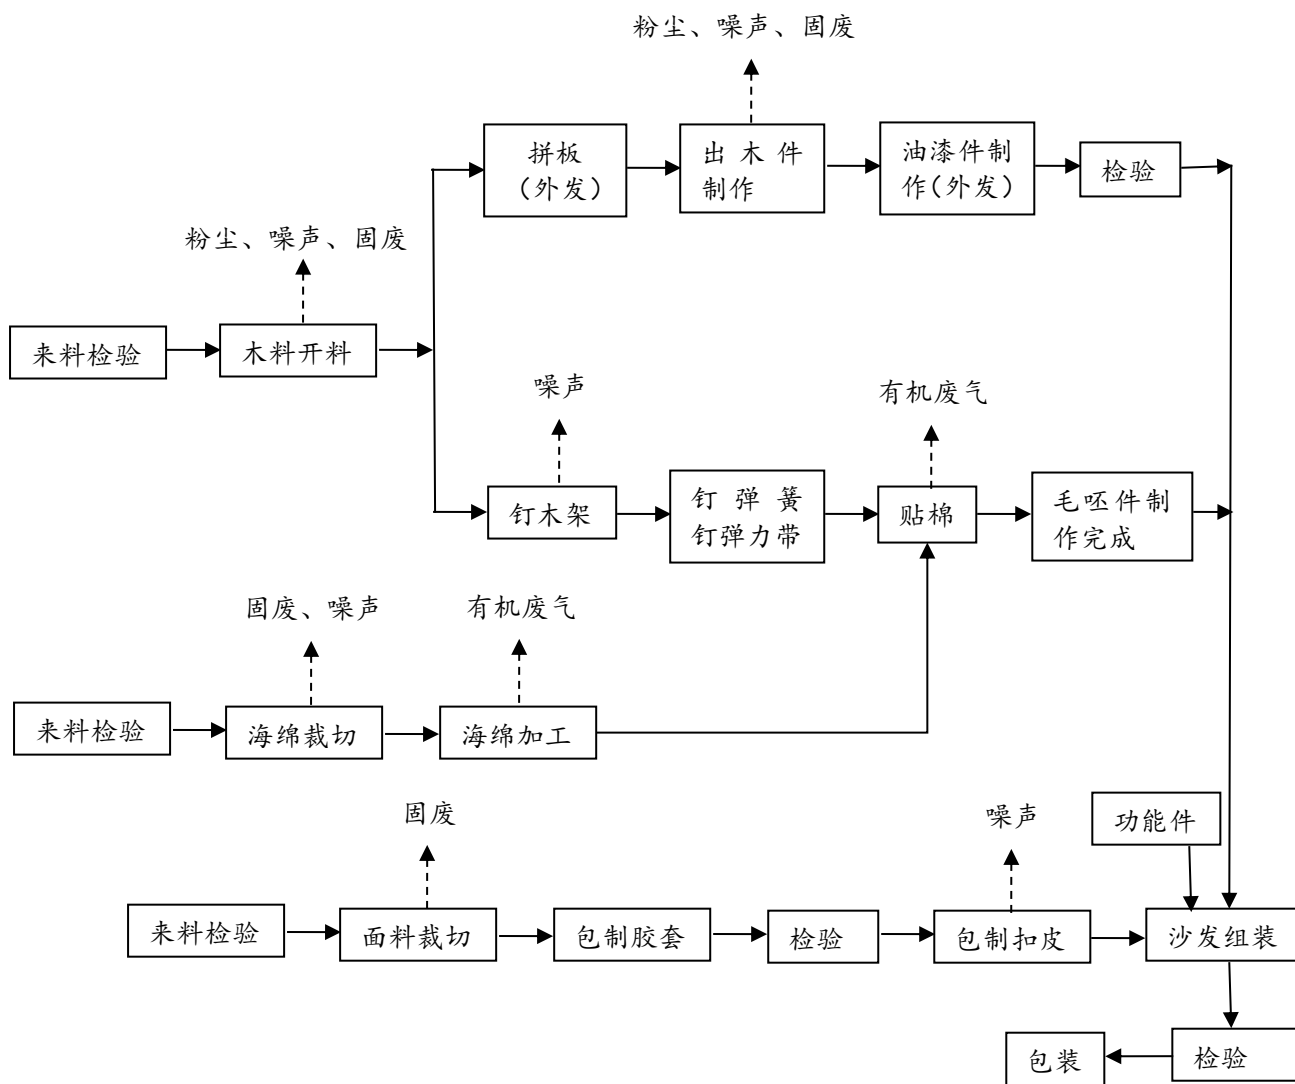 粉尘、噪声、固废
拼板
（外发）
出木件
制作
油漆件制
作（外发）
检验
粉尘、噪声、固废
来料检验
木料开料
噪声
有机废气
钉木架
钉弹簧
钉弹力带
贴棉
毛呸件制
作完成
固废、噪声
有机废气
来料检验
海绵裁切
海绵加工
固废
噪声
功能件
来料检验
面料裁切
包制胶套
检验
包制扣皮
沙发组装
包装
检验